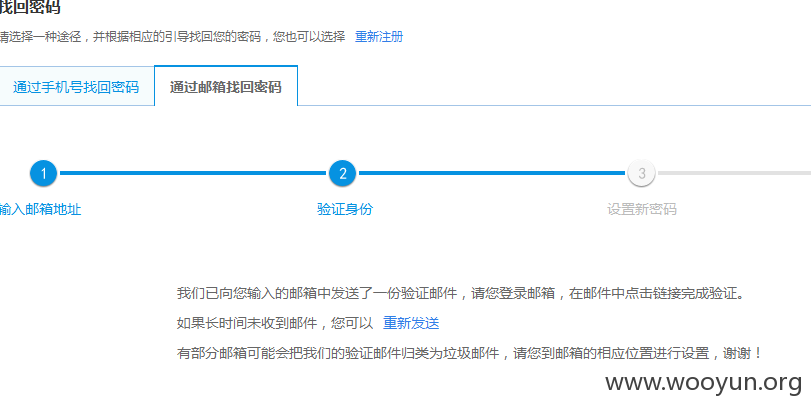 找回密码
请选择一种途径，并根据相应的引导找回您的密码，您也可以选择 重新注册
通过手机号找回密码 通过邮箱找回密码
1 2 3
输入邮箱地址 验证身份 设置新密码
我们已向您输入的邮箱中发送了一份验证邮件，请您登录邮箱，在邮件中点击链接完成验证。
如果长时间未收到邮件，您可以 重新发送
有部分邮箱可能会把我们的验证邮件归类为垃圾邮件，请您到邮箱的相应位置进行设置，谢谢！
www.wooyun.org